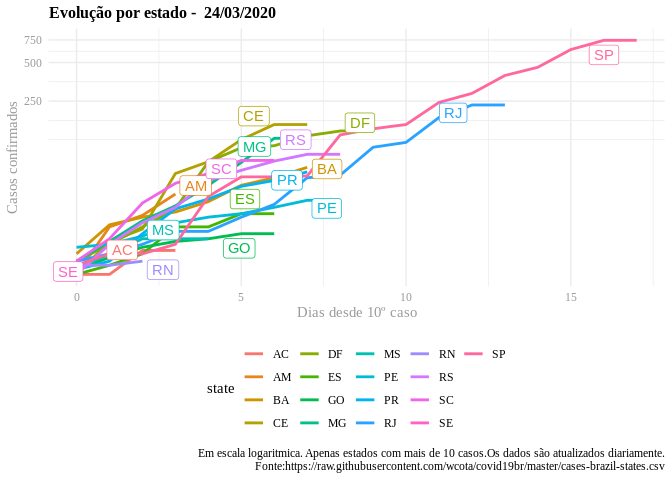 Evolução por estado - 24/03/2020
Casos confirmados
750
500
250
SP
RJ
CE
DF
MG
RS
SC
BA
PR
AM
ES
PE
MS
AC
GO
SE
RN
0 5 10 15
Dias desde 10º caso
state
AC DF MS RN SP
AM ES PE RS
BA GO PR SC
CE MG RJ SE
Em escala logaritmica. Apenas estados com mais de 10 casos.Os dados são atualizados diariamente.
Fonte:https://raw.githubusercontent.com/wcota/covid19br/master/cases-brazil-states.csv